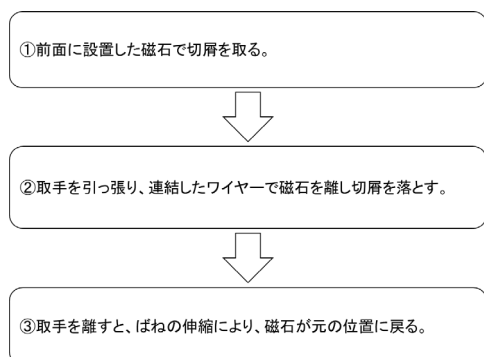 ①前面に設置した磁石で切屑を取る。
②取手を引っ張り、連結したワイヤーで磁石を離し切屑を落とす。
③取手を離すと、ばねの伸縮により、磁石が元の位置に戻る。